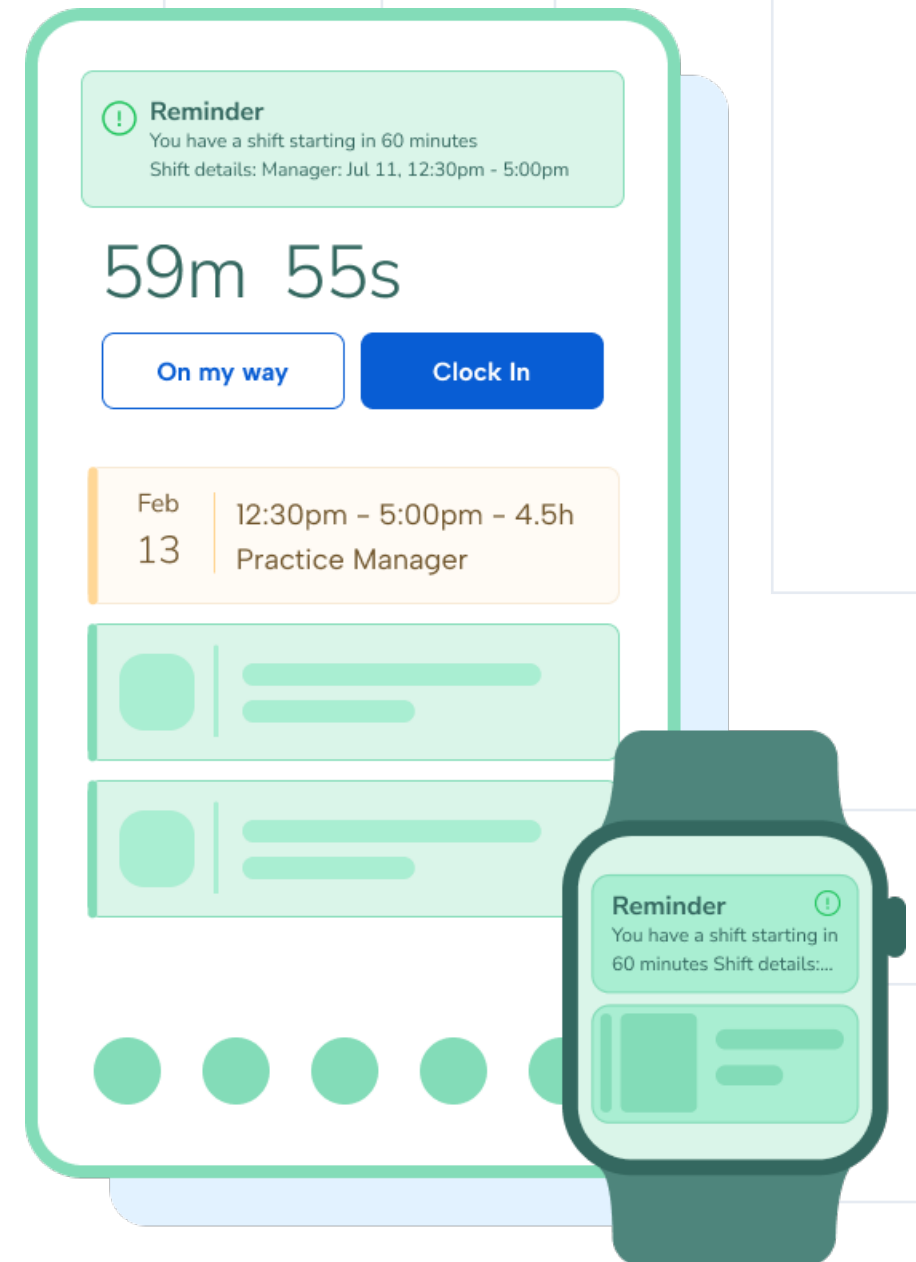 Reminder
You have a shift starting in 60 minutes
Shift details: Manager: Jul 11, 12:30pm - 5:00pm
59m 55s
On my way
Clock In
Feb
13
12:30pm – 5:00pm – 4.5h
Practice Manager
Reminder
You have a shift starting in
60 minutes Shift details:...